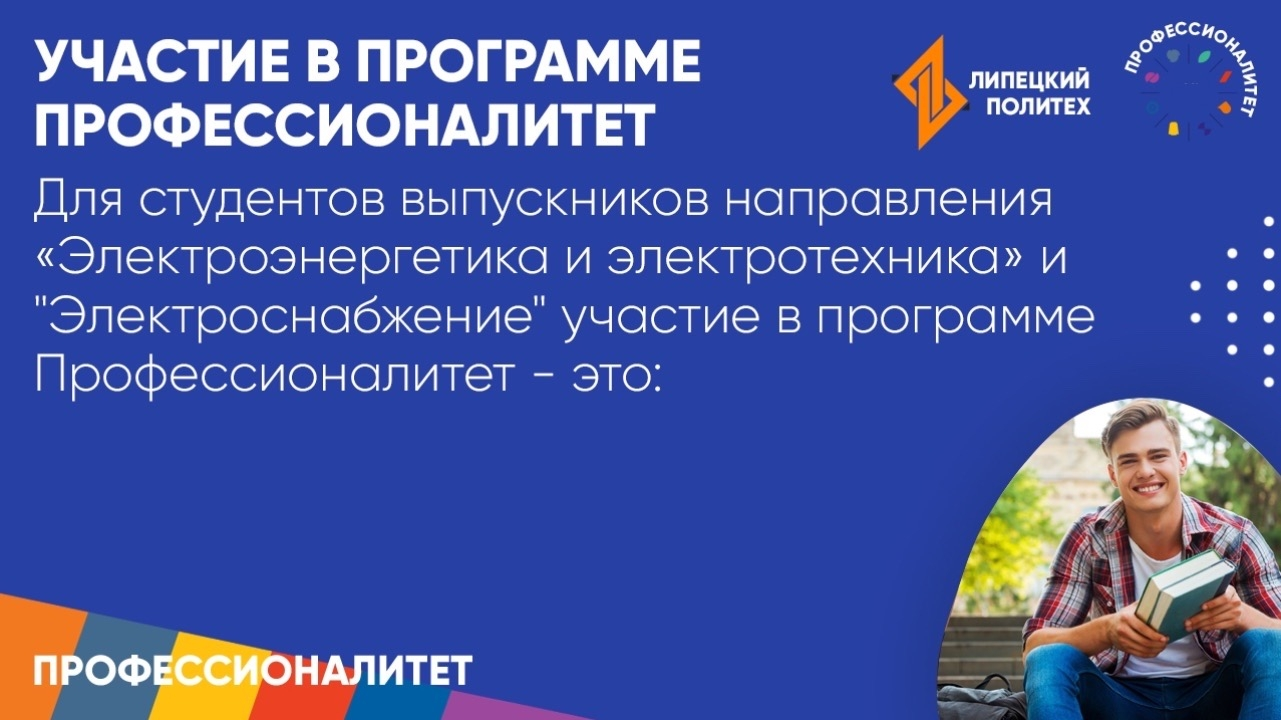 УЧАСТИЕ В ПРОГРАММЕ
ПРОФЕССИОНАЛИТЕТ
ЛИПЕЦКИЙ
ПОЛИТЕХ
ПРОФЕССИОНАЛИТЕТ
Для студентов выпускников направления
«Электроэнергетика и электротехника» и
"Электроснабжение" участие в программе
Профессионалитет - это:
ПРОФЕССИОНАЛИТЕТ